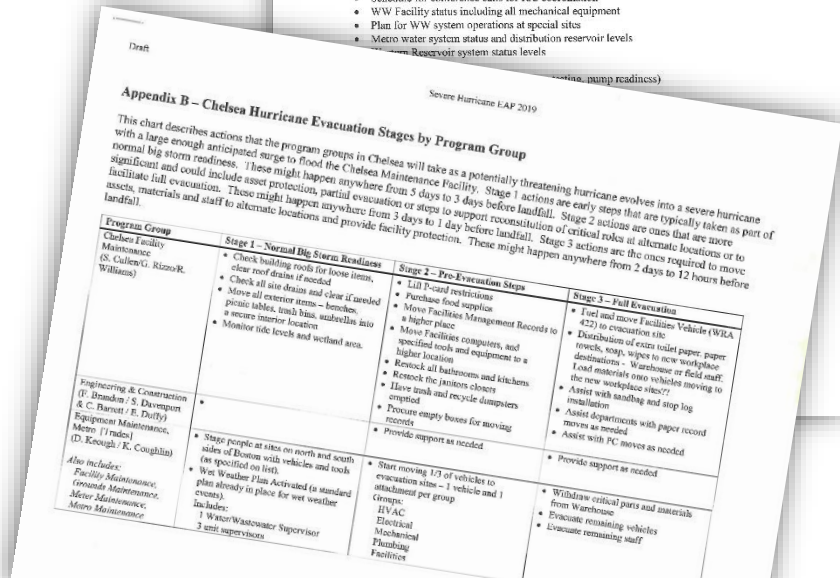 WW Facility status including all mechanical equipment
Plan for WW system operations at special sites
Metro water system status and distribution reservoir levels
Reservoir system status levels
pump readiness)
Draft
Severe Hurricane EAP 2019
Appendix B – Chelsea Hurricane Evacuation Stages by Program Group
This chart describes actions that the program groups in Chelsea will take as a potentially threatening hurricane evolves into a severe hurricane
with a large enough anticipated surge to flood the Chelsea Maintenance Facility. Stage 1 actions are early steps that are typically taken as part of
normal big storm readiness. These might happen anywhere from 5 days to 3 days before landfall. Stage 2 actions are ones that are more
significant and could include asset protection, partial evacuation or steps to support reconstitution of critical roles at alternate locations or to
facilitate full evacuation. These might happen anywhere from 3 days to 1 day before landfall. Stage 3 actions are the ones required to move
assets, materials and staff to alternate locations and provide facility protection. These might happen anywhere from 2 days to 12 hours before
landfall.
Program Group
Stage 1 – Normal Big Storm Readiness
Stage 2 – Pre-Evacuation Steps
Stage 3 – Full Evacuation
Chelsea Facility
Maintenance
(S. Cullen/G. Rizzo/R.
Williams)
• Check building roofs for loose items,
clear roof drains if needed
• Check all site drains and clear if needed
• Move all exterior items – benches,
picnic tables, trash bins, umbrellas into
a secure interior location
• Monitor tide levels and wetland area.
• Lift P-card restrictions
• Purchase food supplies
• Move Facilities Management Records to
a higher place
• Move Facilities computers, and
specified tools and equipment to a
higher location
• Restock all bathrooms and kitchens
• Restock the janitors closets
• Have trash and recycle dumpsters
emptied
• Procure empty boxes for moving
records
• Fuel and move Facilities Vehicle (WRA
422) to evacuation site
• Distribution of extra toilet paper, paper
towels, soap, wipes to new workplace
destinations - Warehouse or field staff.
Load materials onto vehicles moving to
the new workplace sites??
• Assist with sandbag and stop log
installation
• Assist departments with paper record
moves as needed
• Assist with PC moves as needed
Engineering & Construction
(F. Brandon / S. Davenport
& C. Barrett / E. Duffy)
•
• Provide support as needed
• Provide support as needed
Equipment Maintenance,
Metro [Trades]
(D. Keough / K. Coughlin)
Also includes:
Facility Maintenance,
Grounds Maintenance,
Meter Maintenance,
Metro Maintenance
• Stage people at sites on north and south
sides of Boston with vehicles and tools
(as specified on list).
• Wet Weather Plan Activated (a standard
plan already in place for wet weather
events).
Includes:
1 Water/Wastewater Supervisor
3 unit supervisors
• Start moving 1/3 of vehicles to
evacuation sites – 1 vehicle and 1
attachment per group
Groups:
HVAC
Electrical
Mechanical
Plumbing
Facilities
• Withdraw critical parts and materials
from Warehouse
• Evacuate remaining vehicles
• Evacuate remaining staff